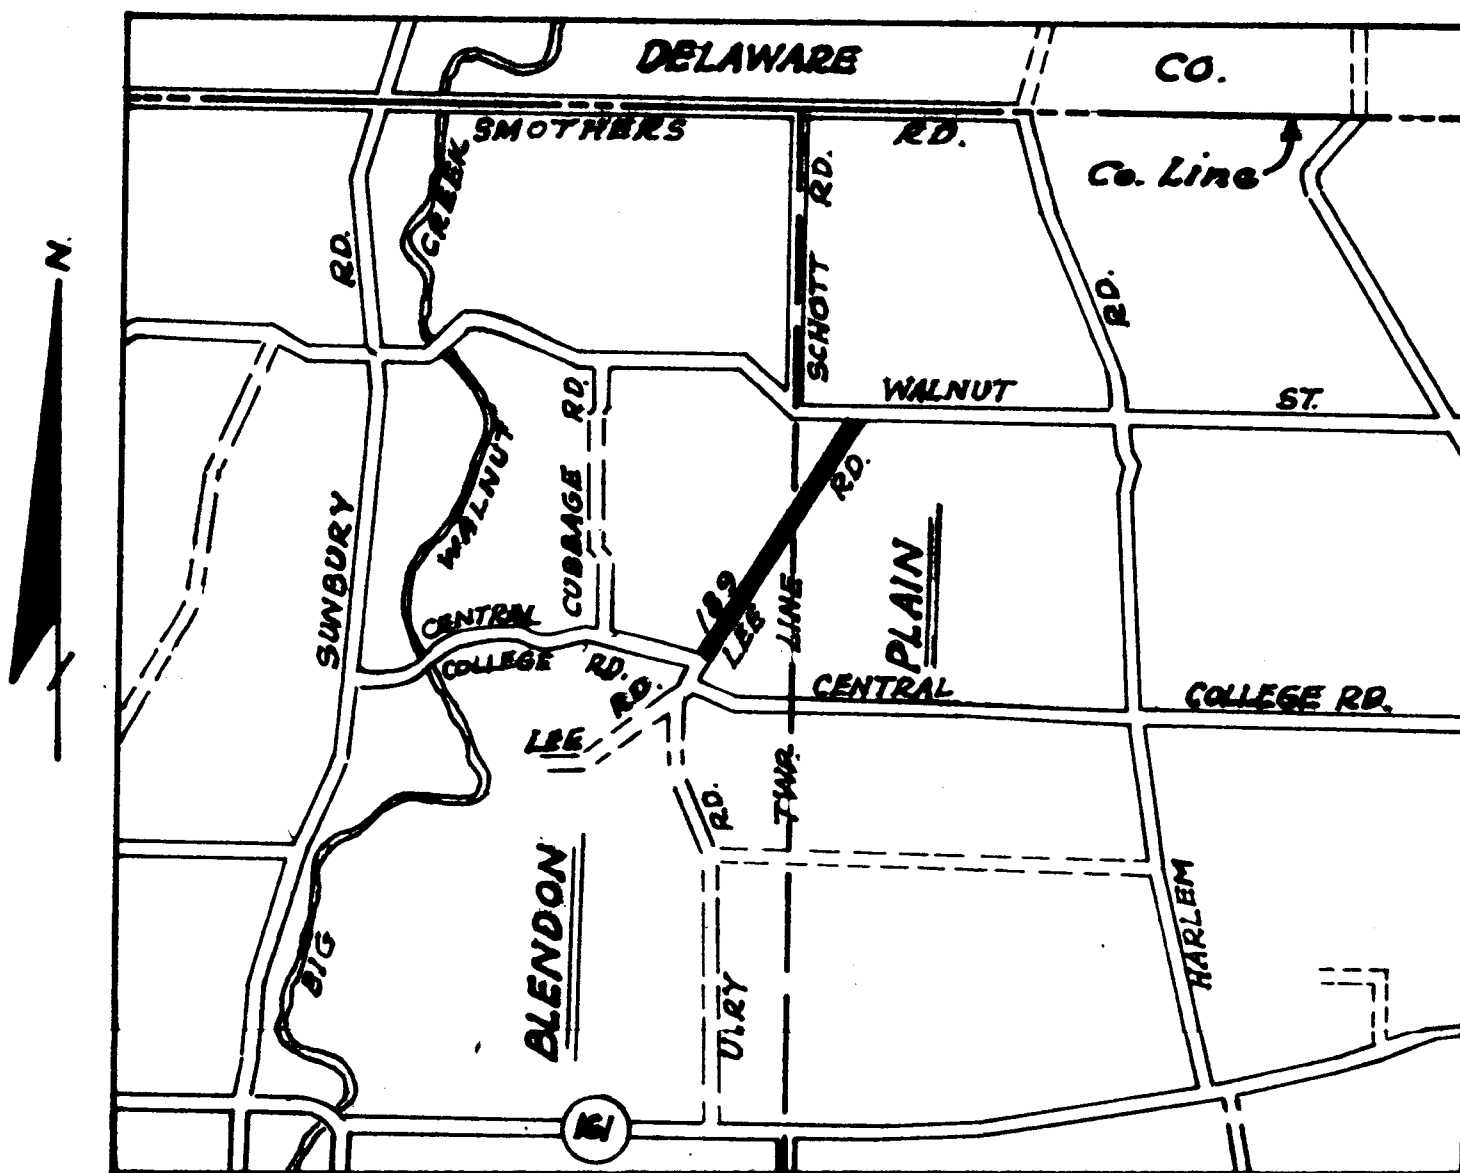 DELAWARE CO.
SMOTHERS RD.
Co. Line
N.
CREEK
RD.
SCHOTT RD.
RD.
WALNUT ST.
CUBBAGE RD.
WALNUT
RD.
SUNBURY
189
LEE
LINE
PLAIN
CENTRAL
COLLEGE RD.
RD.
CENTRAL COLLEGE RD.
LEE
TWP.
RD.
BLENDON
HARLEM
BIG
ULRY
161